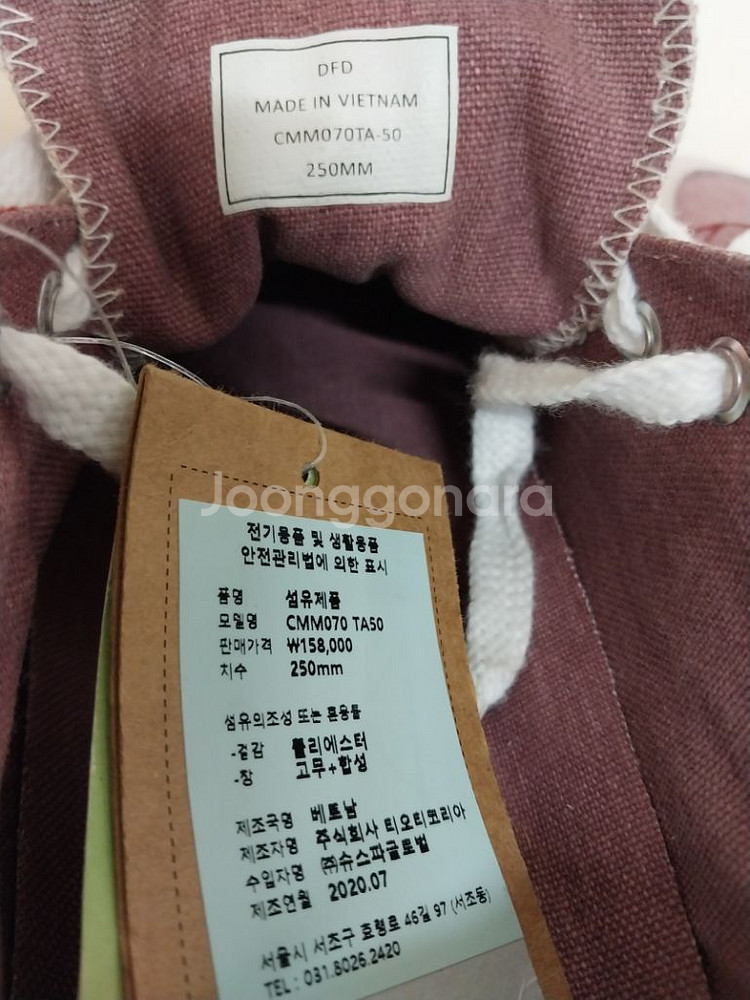 DFD
MADE IN VIETNAM
CMM070TA-50
250MM
Joonggonara
전기용품 및 생활용품
안전관리법에 의한 표시
품명 섬유제품
모델명 CMM070 TA50
판매가격 ₩158,000
치수 250mm
섬유의조성 또는 혼용률
-겉감 폴리에스터
-창 고무+합성
제조국명 베트남
제조자명 주식회사 티오티코리아
수입자명 ㈜슈스파글로벌
제조연월 2020.07
서울시 서초구 효령로 46길 97 (서초동)
TEL : 031.8026.2420